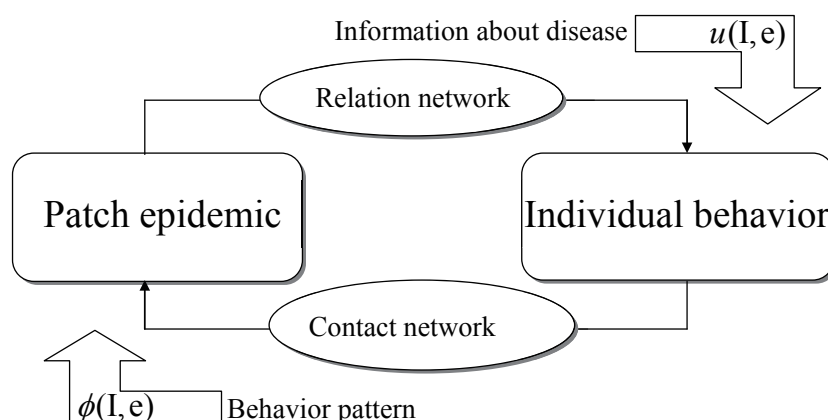 Information about disease u(I, e)
Relation network
Patch epidemic
Individual behavior
Contact network
ϕ(I, e) Behavior pattern